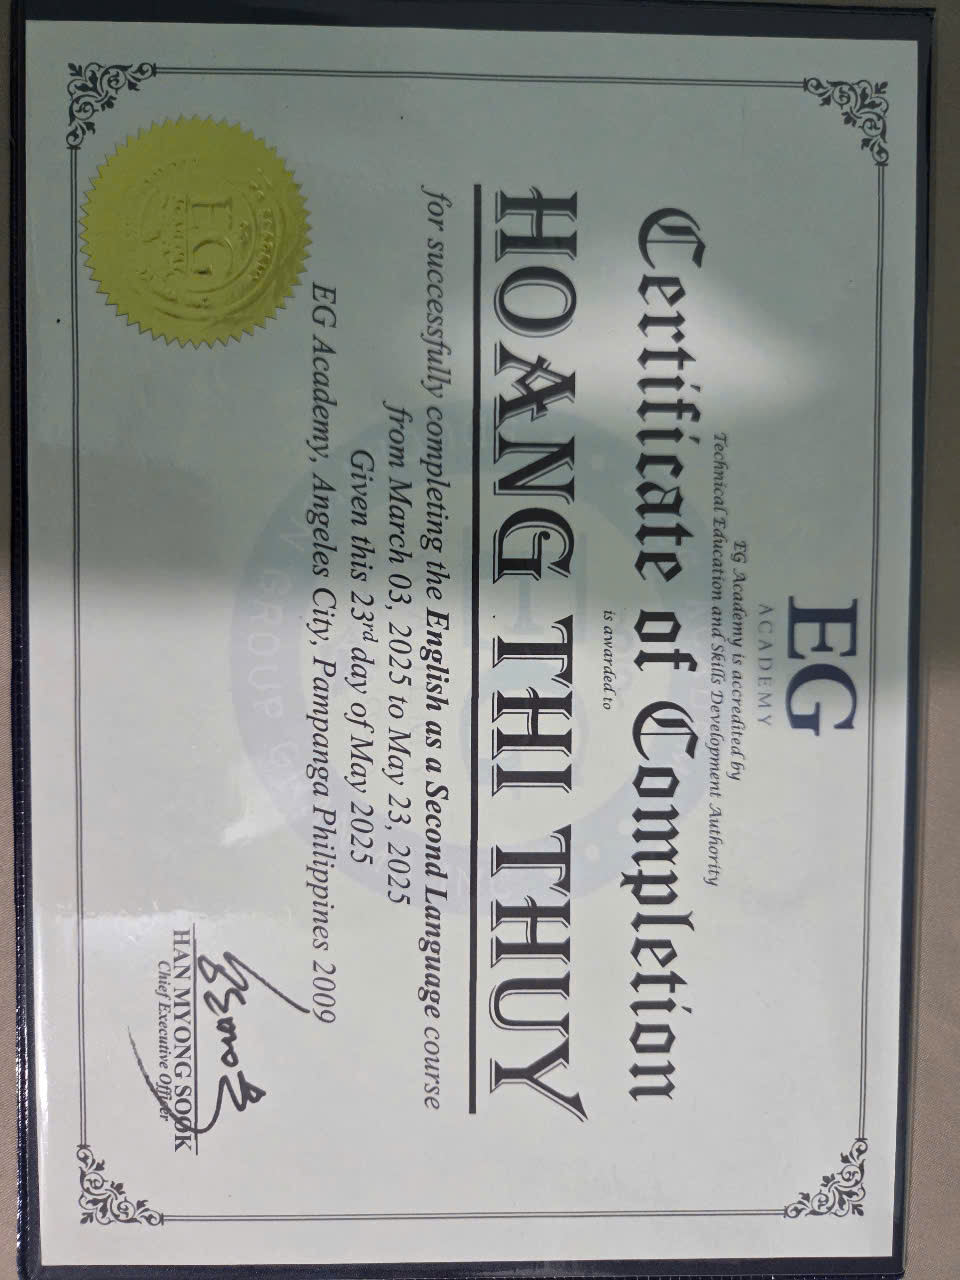 EG
ACADEMY
EG Academy is accredited by
Technical Education and Skills Development Authority
Certificate of Completion
is awarded to
HOANG THI THUY
for successfully completing the English as a Second Language course
from March 03, 2025 to May 23, 2025
Given this 23rd day of May 2025
EG Academy, Angeles City, Pampanga Philippines 2009
EG
HAN MYONG SOOK
Chief Executive Officer